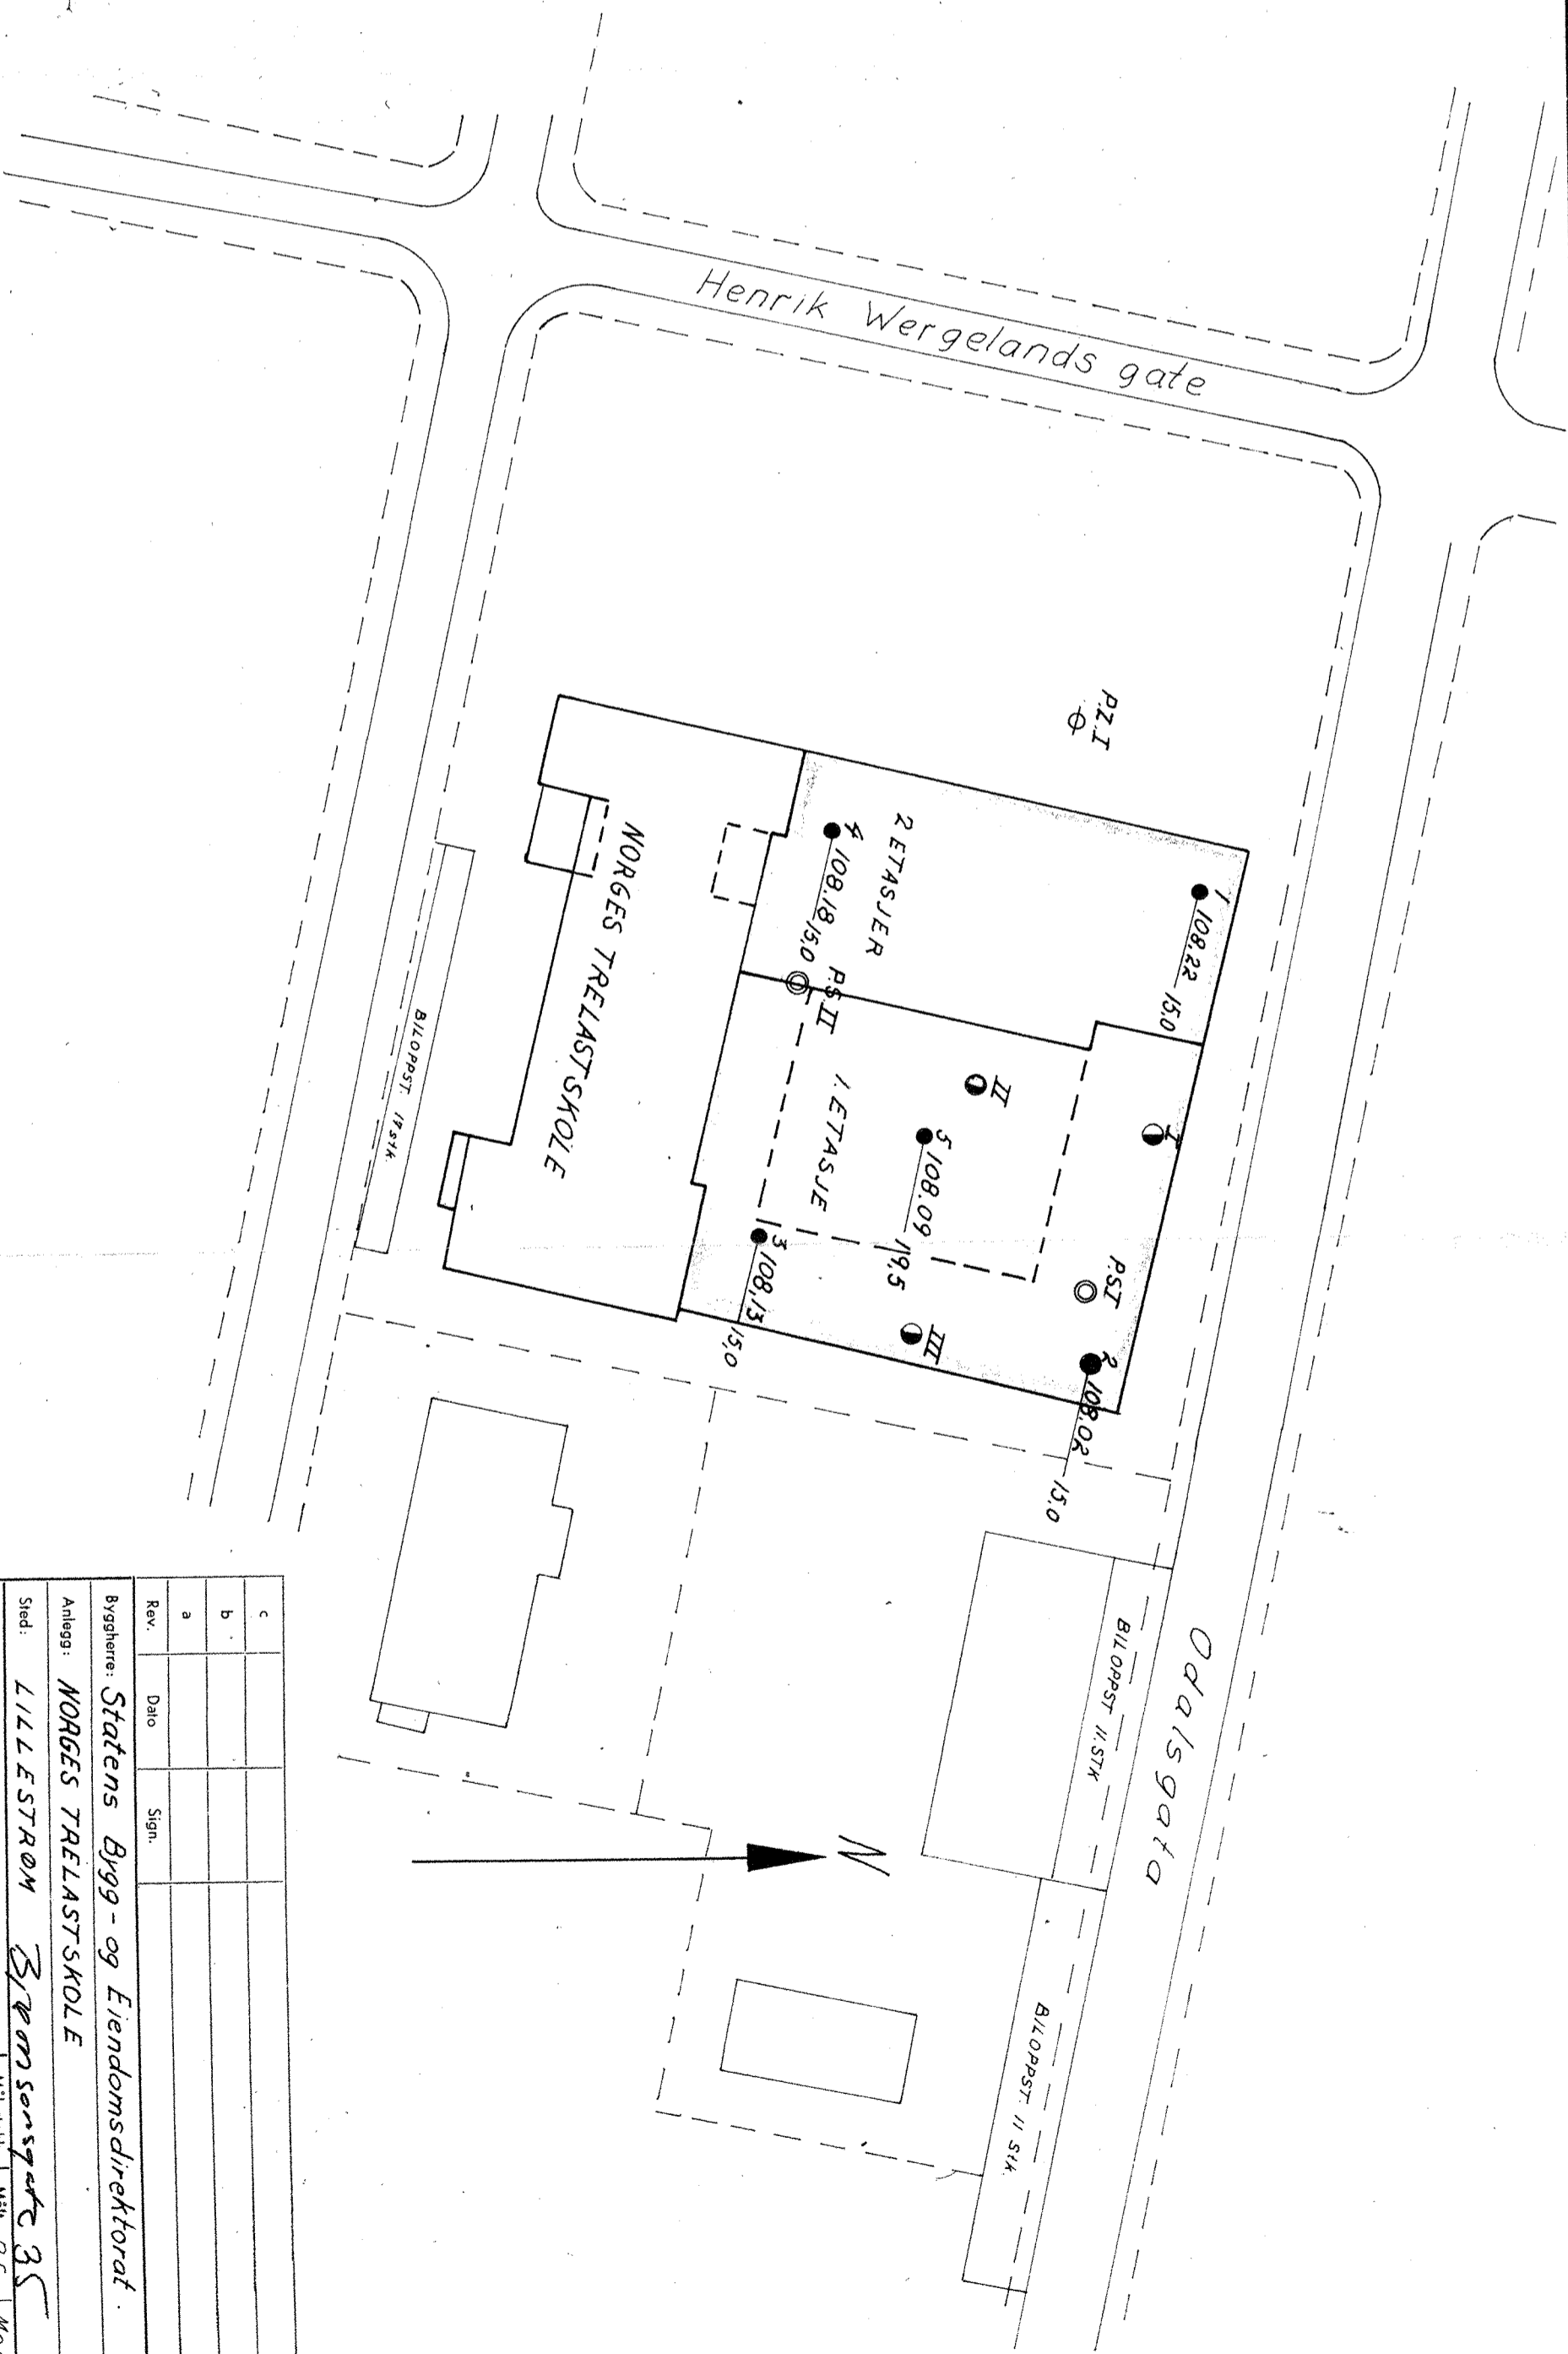 Henrik Wergelands gate
Odalsgata
P.Z.I
2 ETASJER
1 108,22 15,0
4 108.18 15,0
P.S.II
1. ETASJE
II
I
5 108.09 19,5
3 108,13 15,0
P.S.I
III
2 108.02 15,0
NORGES TRELASTSKOLE
BILOPPST. 17 stk.
BILOPPST 11.STK
BILOPPST. 11 stk.
N
c
b
a
Rev. Dato Sign.
Byggherre: Statens Bygg- og Eiendomsdirektorat.
Anlegg: NORGES TRELASTSKOLE
Sted: LILLESTRØM 35